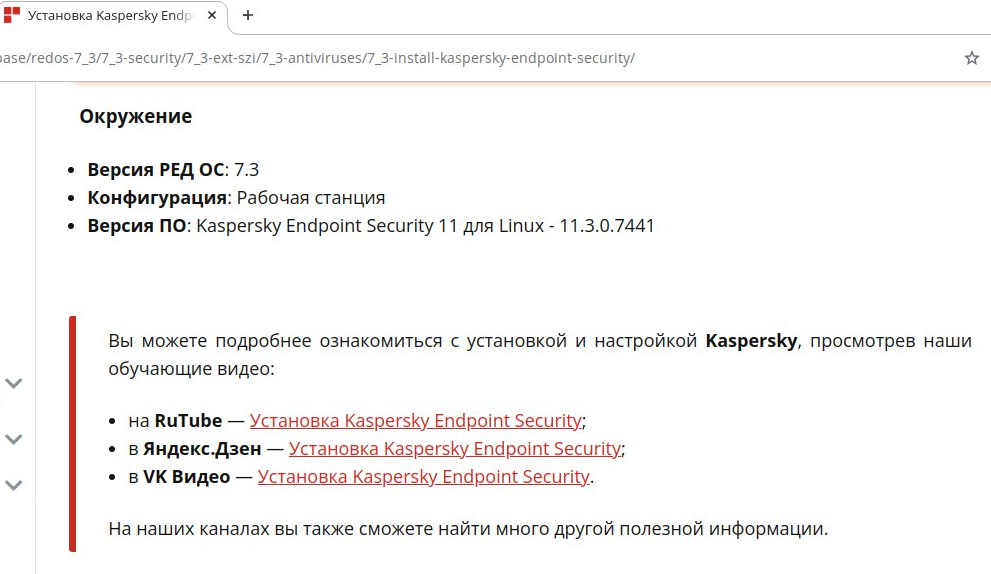 Установка Kaspersky Endp
base/redos-7_3/7_3-security/7_3-ext-szi/7_3-antiviruses/7_3-install-kaspersky-endpoint-security/
Окружение
Версия РЕД ОС: 7.3
Конфигурация: Рабочая станция
Версия ПО: Kaspersky Endpoint Security 11 для Linux - 11.3.0.7441
Вы можете подробнее ознакомиться с установкой и настройкой Kaspersky, просмотрев наши
обучающие видео:
на RuTube — Установка Kaspersky Endpoint Security;
в Яндекс.Дзен — Установка Kaspersky Endpoint Security;
в VK Видео — Установка Kaspersky Endpoint Security.
На наших каналах вы также сможете найти много другой полезной информации.